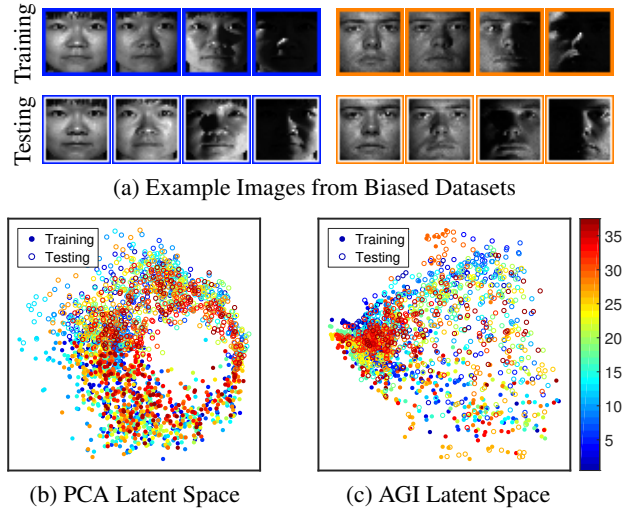 Training
Testing
(a) Example Images from Biased Datasets
Training
Testing
(b) PCA Latent Space
Training
Testing
(c) AGI Latent Space
35
30
25
20
15
10
5